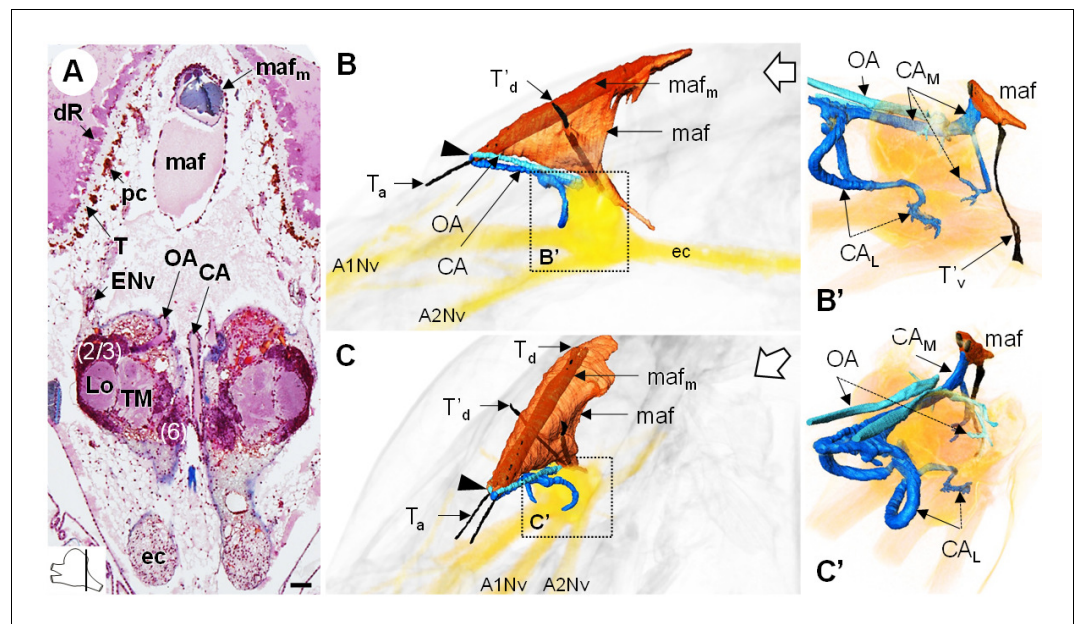 A
maf_m
dR
maf
pc
T
OA
CA
ENv
(2/3)
Lo
TM
(6)
ec
B
T'_d
maf_m
maf
T_a
OA
A1Nv
CA
B'
ec
A2Nv
C
T_d
maf_m
T'_d
maf
T_a
C'
A1Nv
A2Nv
OA
CA_M
maf
CA_L
T'_v
B'
CA_M
maf
OA
CA_L
C'